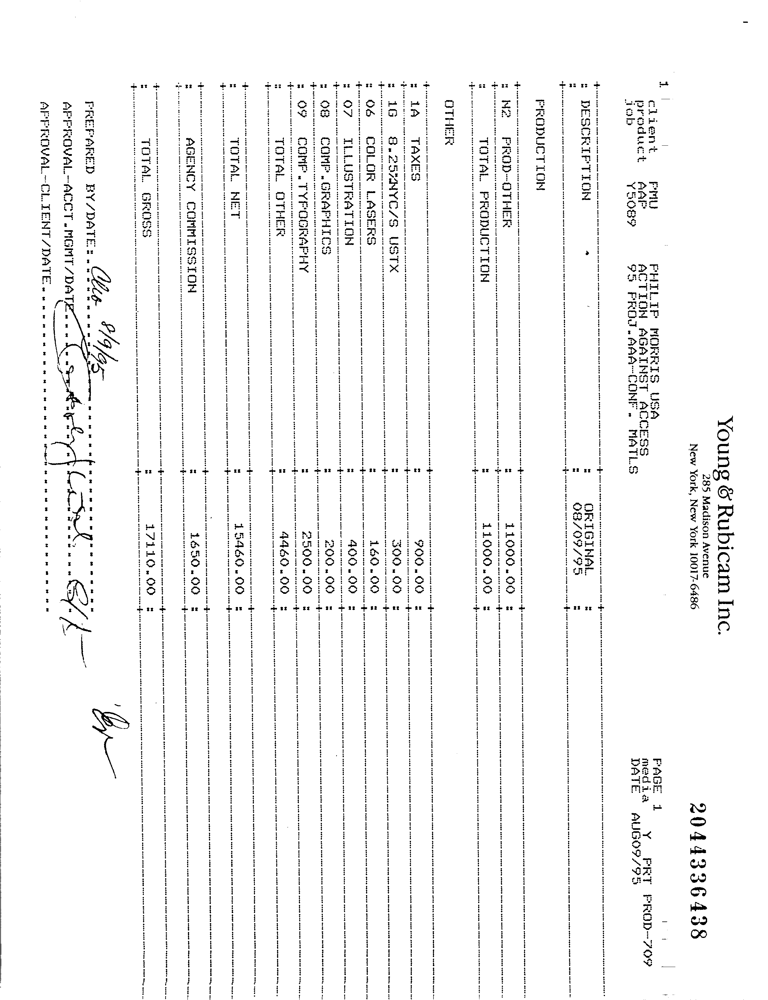 Young & Rubicam Inc.
285 Madison Avenue
New York, New York 10017-6486
2044336438
1
client PMU PHILIP MORRIS USA PAGE 1
product AAP ACTION AGAINST ACCESS media Y PRT PROD-709
job Y5089 95 PROJ.AAA-CONF. MATLS DATE AUG09/95
: DESCRIPTION : ORIGINAL :
: : 08/09/95 :
PRODUCTION
: N2 PROD-OTHER : 11000.00 :
: TOTAL PRODUCTION : 11000.00 :
OTHER
: 1A TAXES : 900.00 :
: 1G 8.25%NYC/S USTX : 300.00 :
: 06 COLOR LASERS : 160.00 :
: 07 ILLUSTRATION : 400.00 :
: 08 COMP.GRAPHICS : 200.00 :
: 09 COMP.TYPOGRAPHY : 2500.00 :
: TOTAL OTHER : 4460.00 :
: TOTAL NET : 15460.00 :
: AGENCY COMMISSION : 1650.00 :
: TOTAL GROSS : 17110.00 :
PREPARED BY/DATE: 8/9/95
APPROVAL-ACCT.MGMT/DATE
APPROVAL-CLIENT/DATE